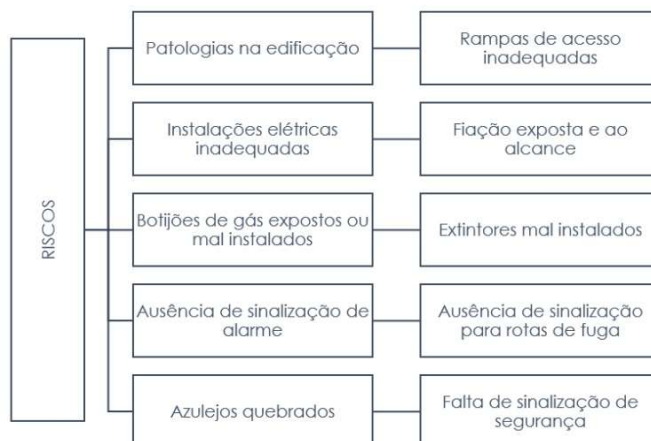 RISCOS
Patologias na edificação
Rampas de acesso
inadequadas
Instalações elétricas
inadequadas
Fiação exposta e ao
alcance
Botijões de gás expostos ou
mal instalados
Extintores mal instalados
Ausência de sinalização de
alarme
Ausência de sinalização
para rotas de fuga
Azulejos quebrados
Falta de sinalização de
segurança